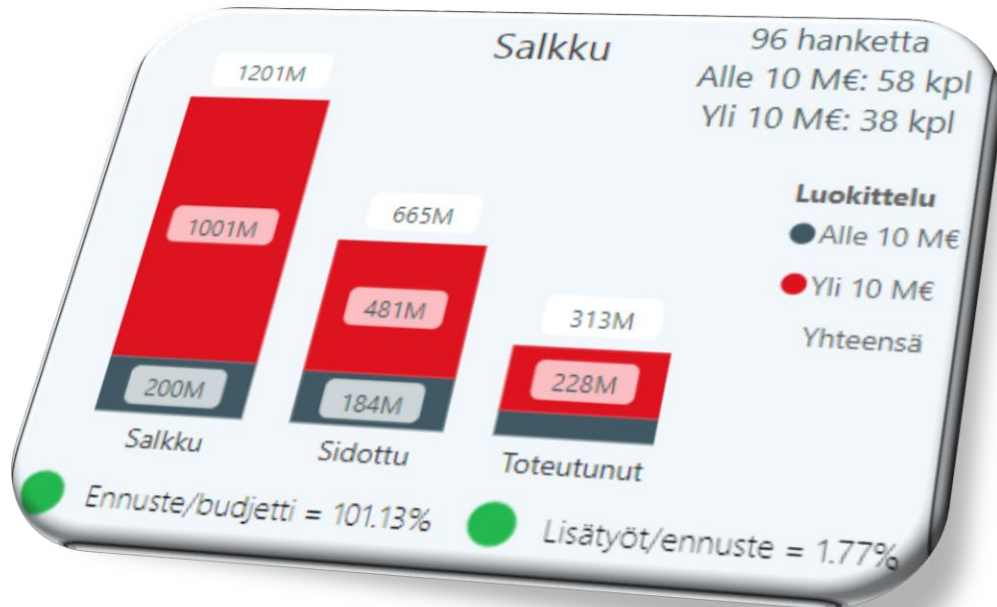 Salkku
96 hanketta
Alle 10 M€: 58 kpl
Yli 10 M€: 38 kpl
1201M
1001M
200M
Salkku
665M
481M
184M
Sidottu
313M
228M
Toteutunut
Luokittelu
Alle 10 M€
Yli 10 M€
Yhteensä
Ennuste/budjetti = 101.13%
Lisätyöt/ennuste = 1.77%